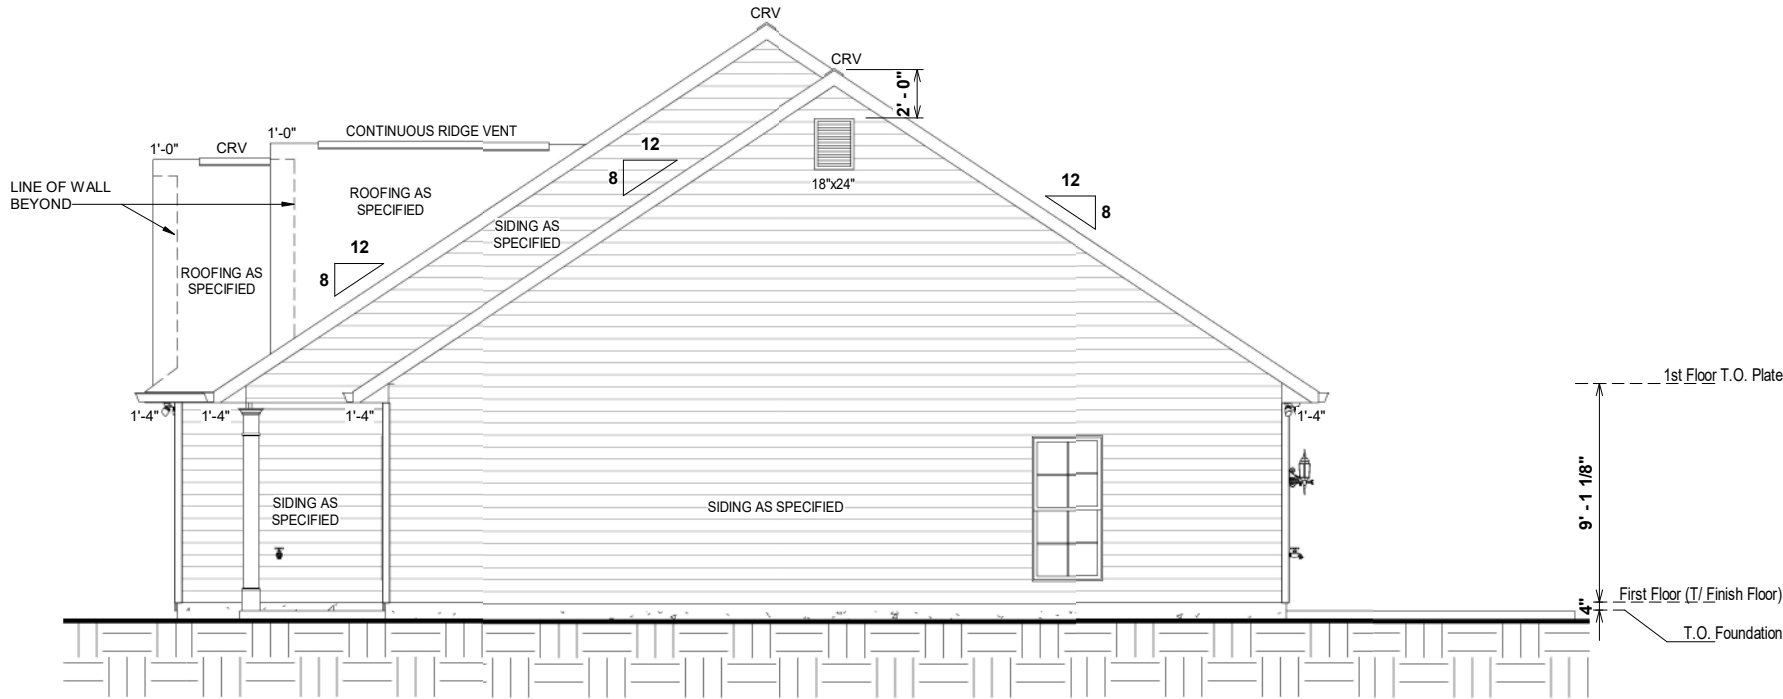 CRV
CRV
2' - 0"
1'-0"
CONTINUOUS RIDGE VENT
1'-0"
CRV
12
8
18"x24"
LINE OF WALL
BEYOND
ROOFING AS
SPECIFIED
12
8
SIDING AS
SPECIFIED
12
8
ROOFING AS
SPECIFIED
1st Floor T.O. Plate
1'-4"
1'-4"
1'-4"
1'-4"
SIDING AS
SPECIFIED
SIDING AS SPECIFIED
9' - 1 1/8"
First Floor (T/ Finish Floor)
4"
T.O. Foundation